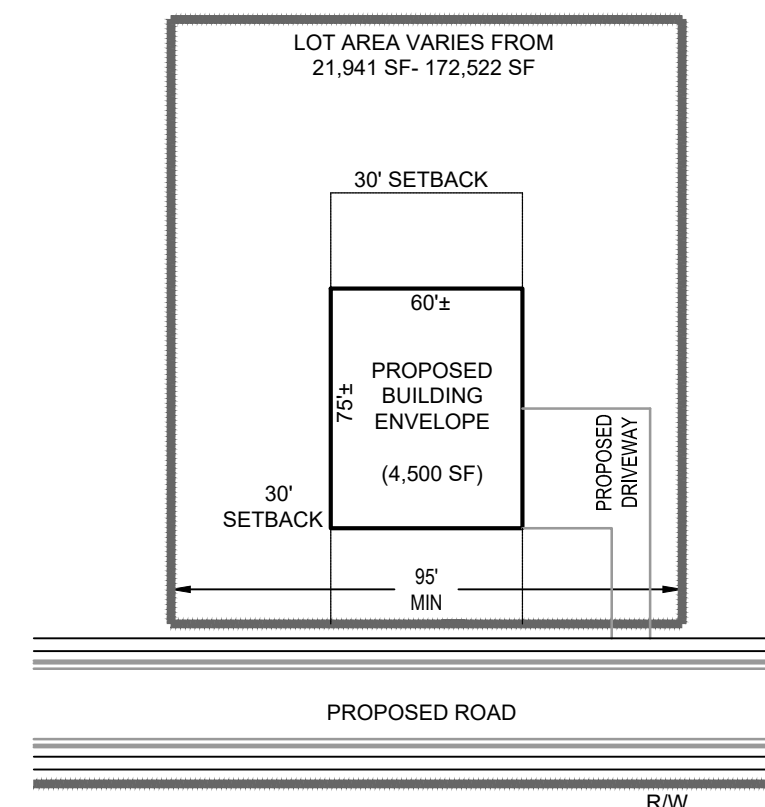 LOT AREA VARIES FROM
21,941 SF- 172,522 SF
30' SETBACK
60'±
75'±
PROPOSED
BUILDING
ENVELOPE
(4,500 SF)
PROPOSED
DRIVEWAY
30'
SETBACK
95'
MIN
PROPOSED ROAD
R/W